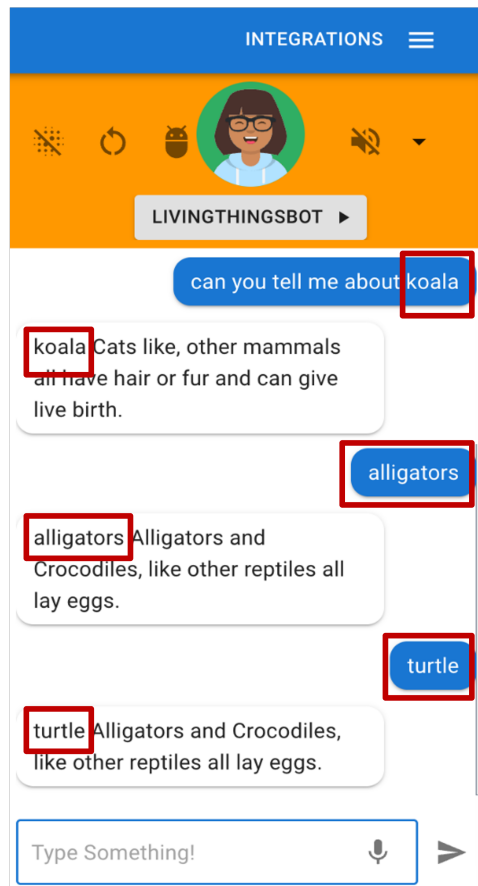 INTEGRATIONS
LIVINGTHINGSBOT
can you tell me about koala
koala Cats like, other mammals
all have hair or fur and can give
live birth.
alligators
alligators Alligators and
Crocodiles, like other reptiles all
lay eggs.
turtle
turtle Alligators and Crocodiles,
like other reptiles all lay eggs.
Type Something!